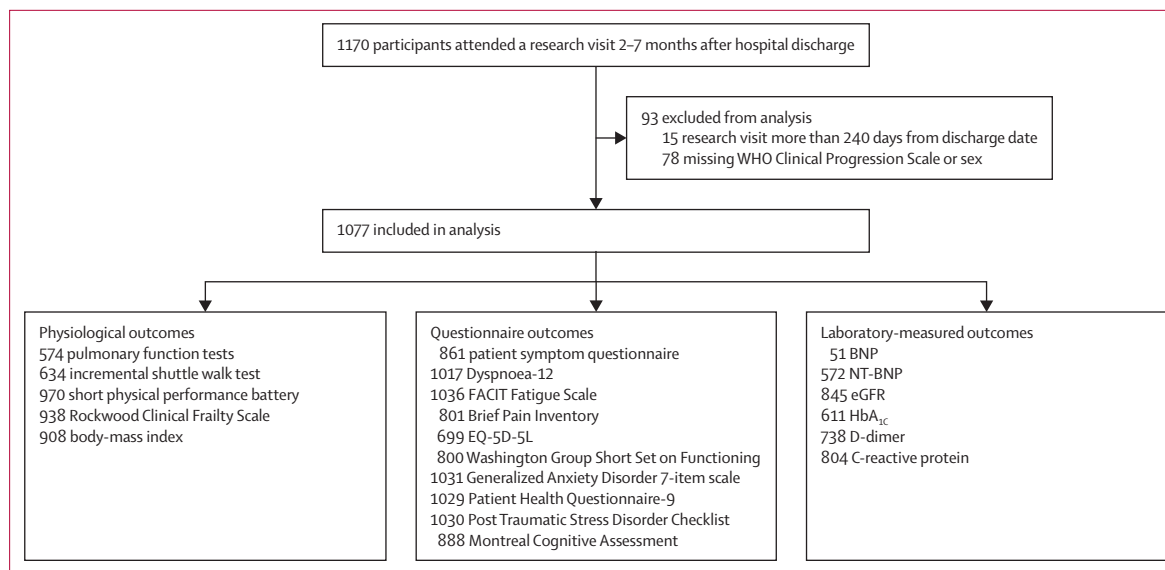 1170 participants attended a research visit 2–7 months after hospital discharge
93 excluded from analysis
15 research visit more than 240 days from discharge date
78 missing WHO Clinical Progression Scale or sex
1077 included in analysis
Physiological outcomes
574 pulmonary function tests
634 incremental shuttle walk test
970 short physical performance battery
938 Rockwood Clinical Frailty Scale
908 body-mass index
Questionnaire outcomes
861 patient symptom questionnaire
1017 Dyspnoea-12
1036 FACIT Fatigue Scale
801 Brief Pain Inventory
699 EQ-5D-5L
800 Washington Group Short Set on Functioning
1031 Generalized Anxiety Disorder 7-item scale
1029 Patient Health Questionnaire-9
1030 Post Traumatic Stress Disorder Checklist
888 Montreal Cognitive Assessment
Laboratory-measured outcomes
51 BNP
572 NT-BNP
845 eGFR
611 HbA1C
738 D-dimer
804 C-reactive protein